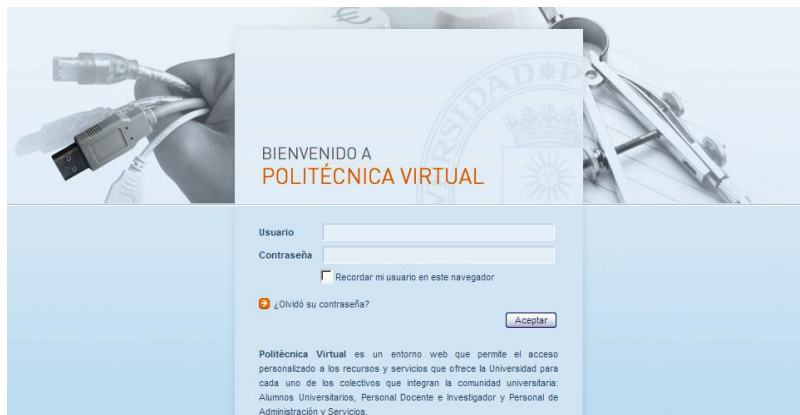 BIENVENIDO A
POLITÉCNICA VIRTUAL
Usuario
Contraseña
Recordar mi usuario en este navegador
¿Olvidó su contraseña?
Aceptar
Politècnica Virtual es un entorno web que permite el acceso
personalizado a los recursos y servicios que ofrece la Universidad para
cada uno de los colectivos que integran la comunidad universitaria:
Alumnos Universitarios, Personal Docente e Investigador y Personal de
Administración y Servicios.